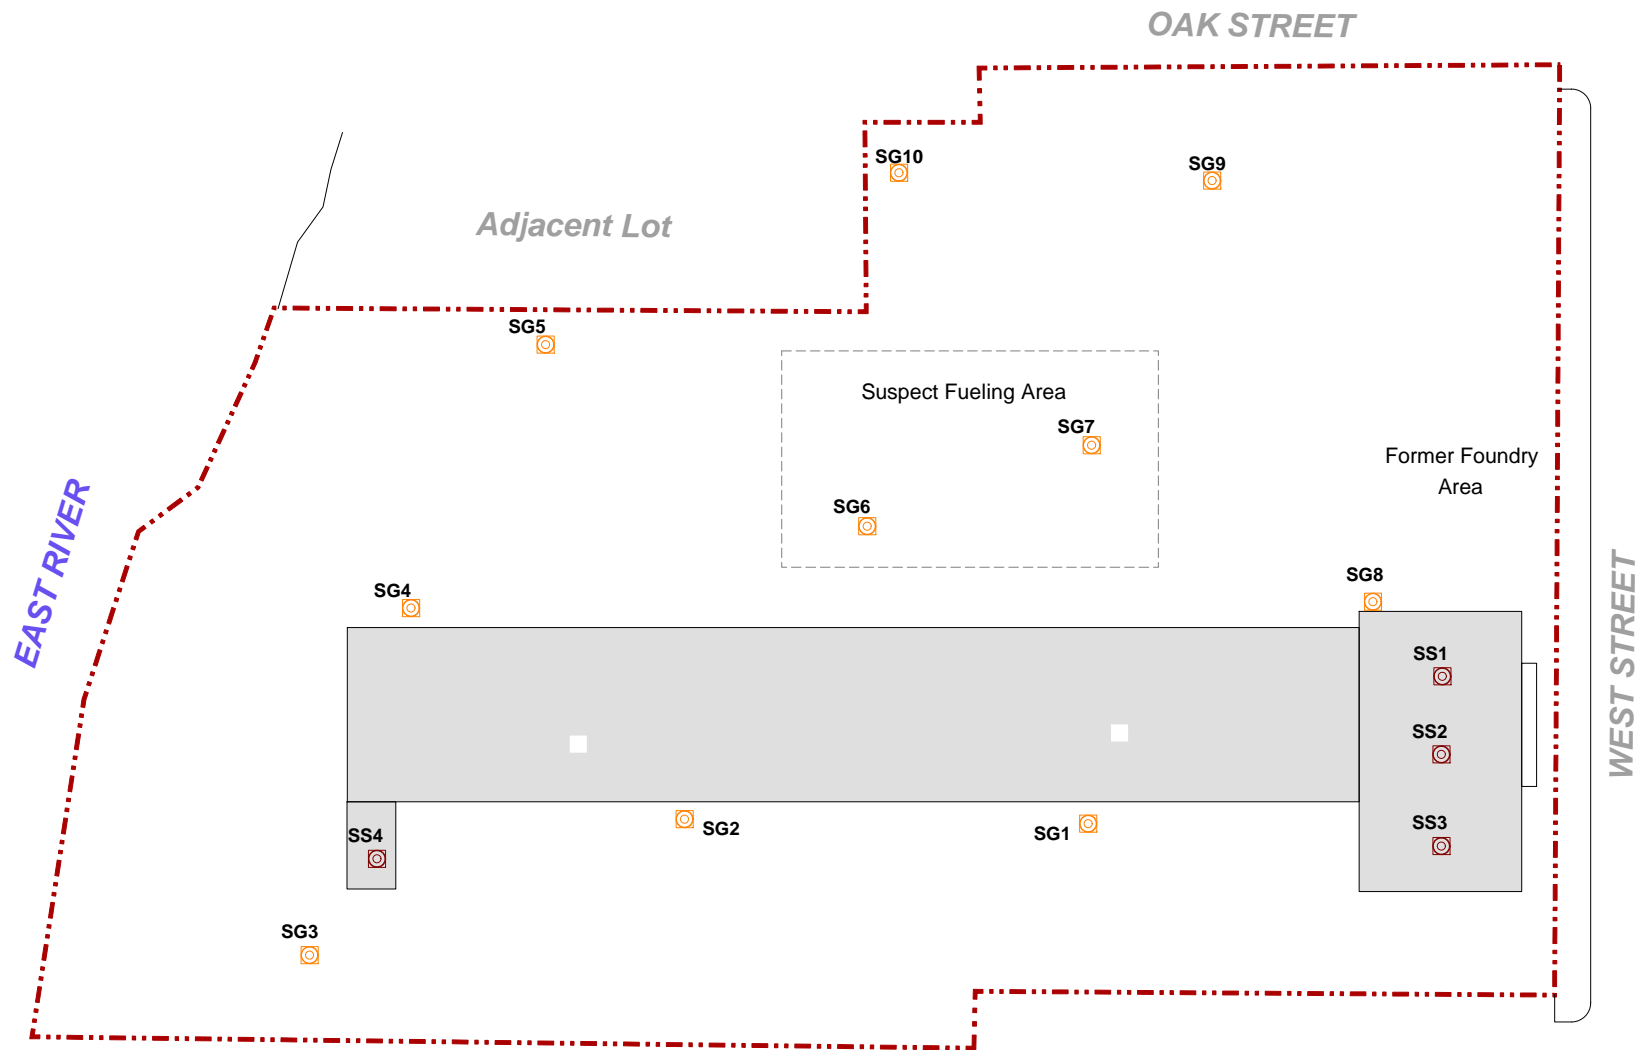 OAK STREET
SG10
SG9
Adjacent Lot
SG5
Suspect Fueling Area
SG7
Former Foundry
Area
SG6
EAST RIVER
SG4
SG8
WEST STREET
SS1
SS2
SG2
SG1
SS3
SS4
SG3